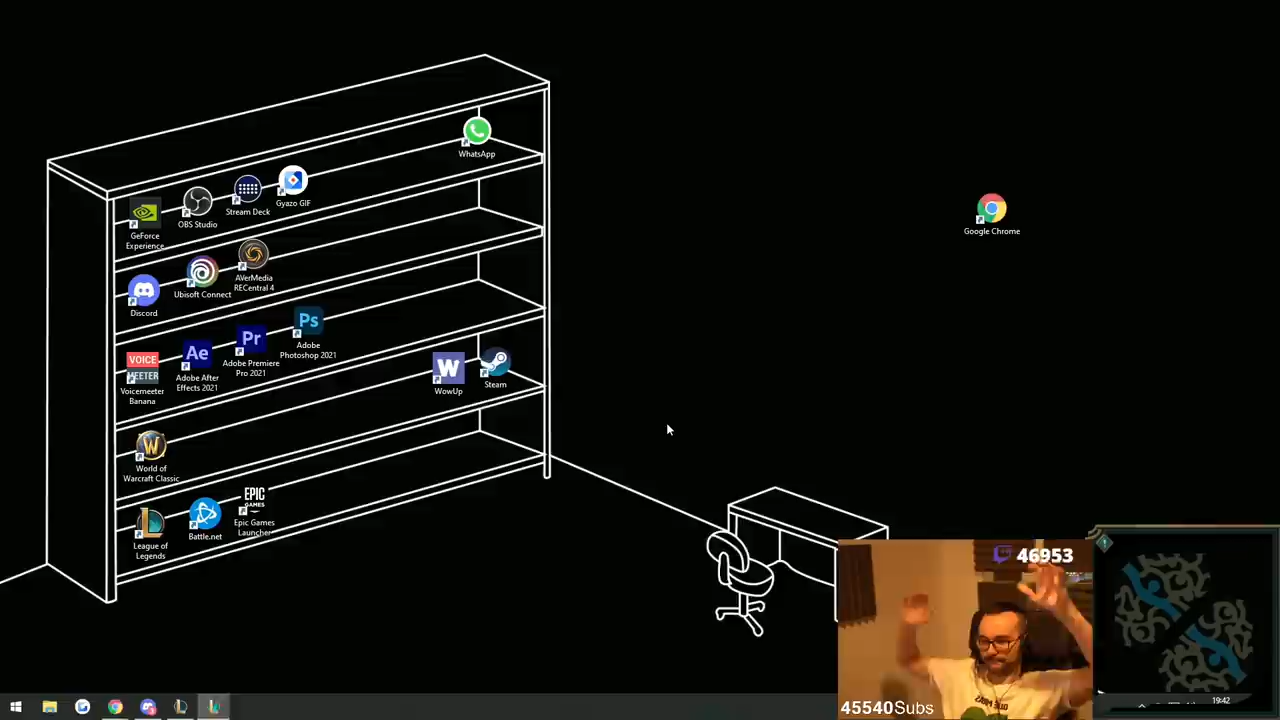 WhatsApp
Gyazo GIF
Stream Deck
OBS Studio
GeForce
Experience
Google Chrome
AVerMedia
RECentral 4
Ubisoft Connect
Discord
Ps
Adobe
Photoshop 2021
Pr
Adobe Premiere
Pro 2021
Ae
Adobe After
Effects 2021
VOICE
MEETER
Voicemeeter
Banana
W
WowUp
Steam
W
World of
Warcraft Classic
EPIC
GAMES
Epic Games
Launcher
Battle.net
League of
Legends
46953
45540Subs
19:42